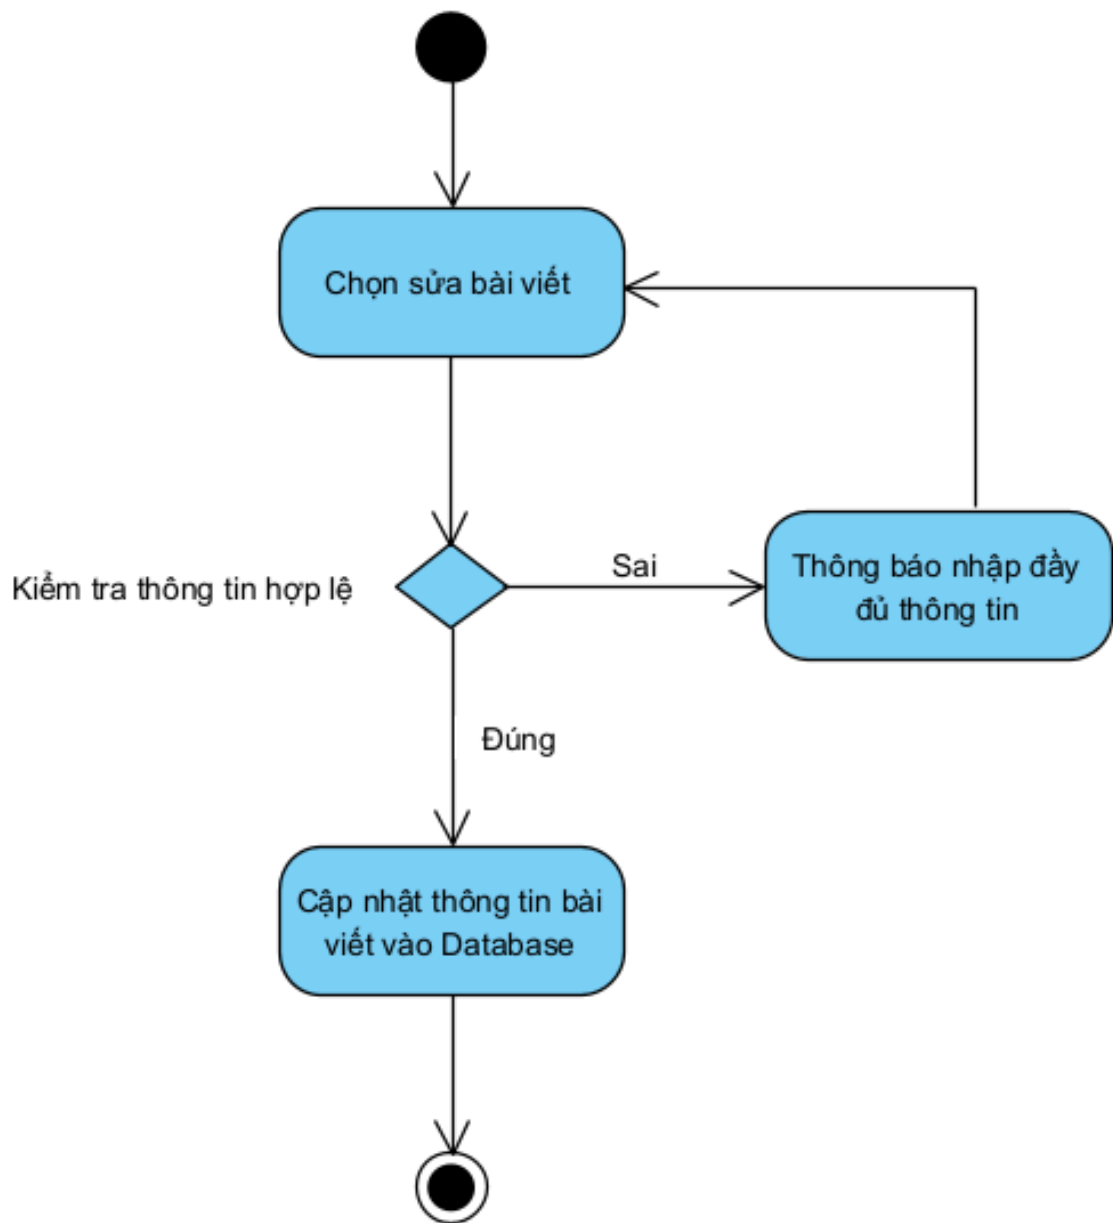 Chọn sửa bài viết
Kiểm tra thông tin hợp lệ
Sai
Thông báo nhập đầy
đủ thông tin
Đúng
Cập nhật thông tin bài
viết vào Database